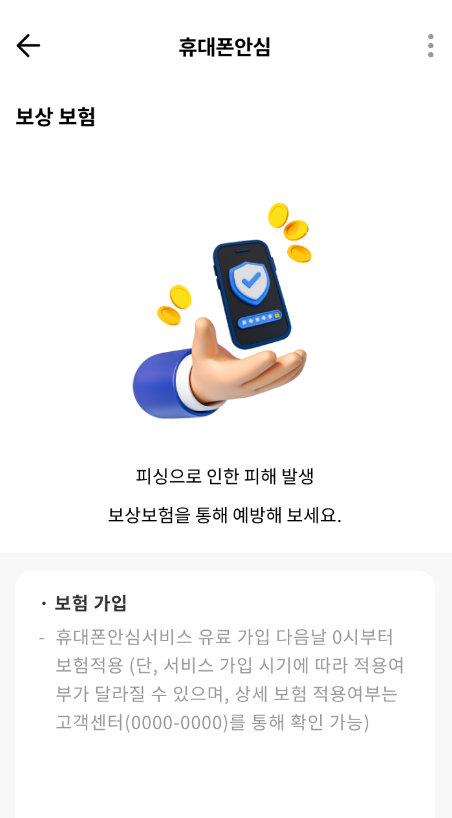 휴대폰안심
보상 보험
피싱으로 인한 피해 발생
보상보험을 통해 예방해 보세요.
· 보험 가입
- 휴대폰안심서비스 유료 가입 다음날 0시부터
보험적용 (단, 서비스 가입 시기에 따라 적용여
부가 달라질 수 있으며, 상세 보험 적용여부는
고객센터(0000-0000)를 통해 확인 가능)